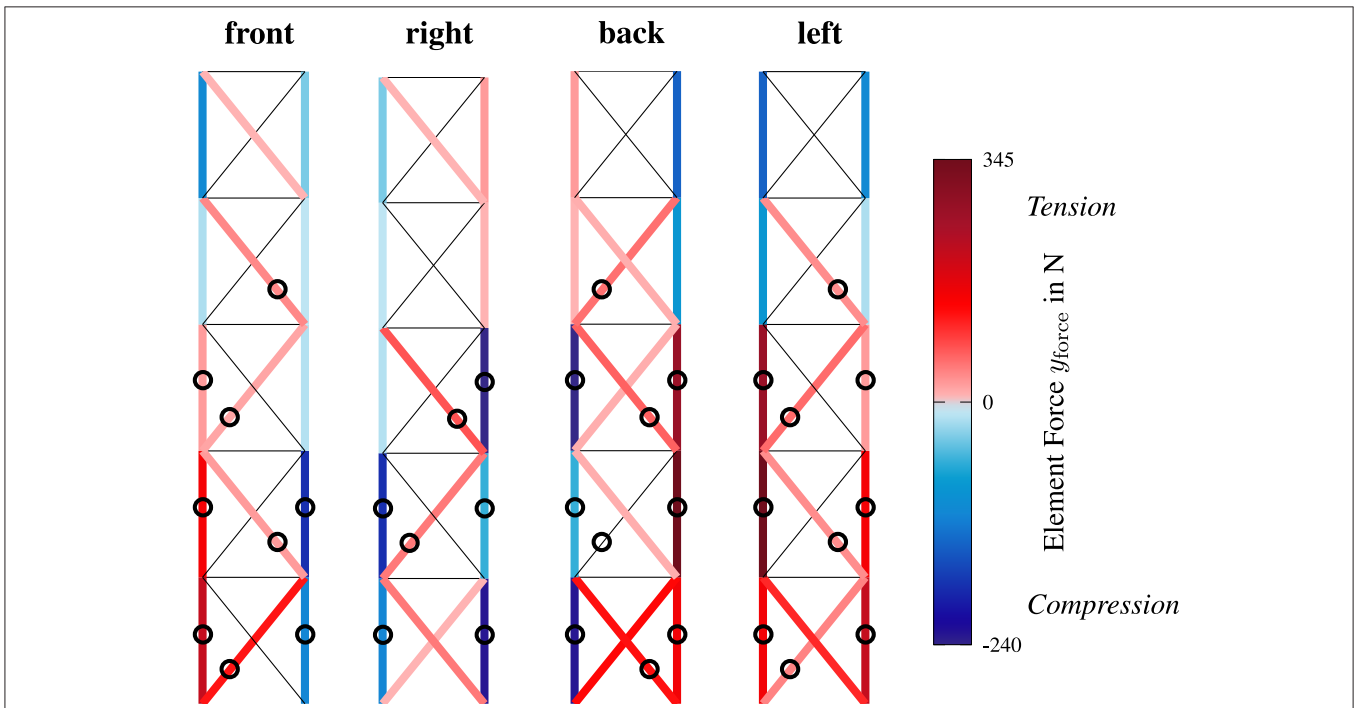 front right back left
345
Tension
0
Element Force y_force in N
Compression
-240